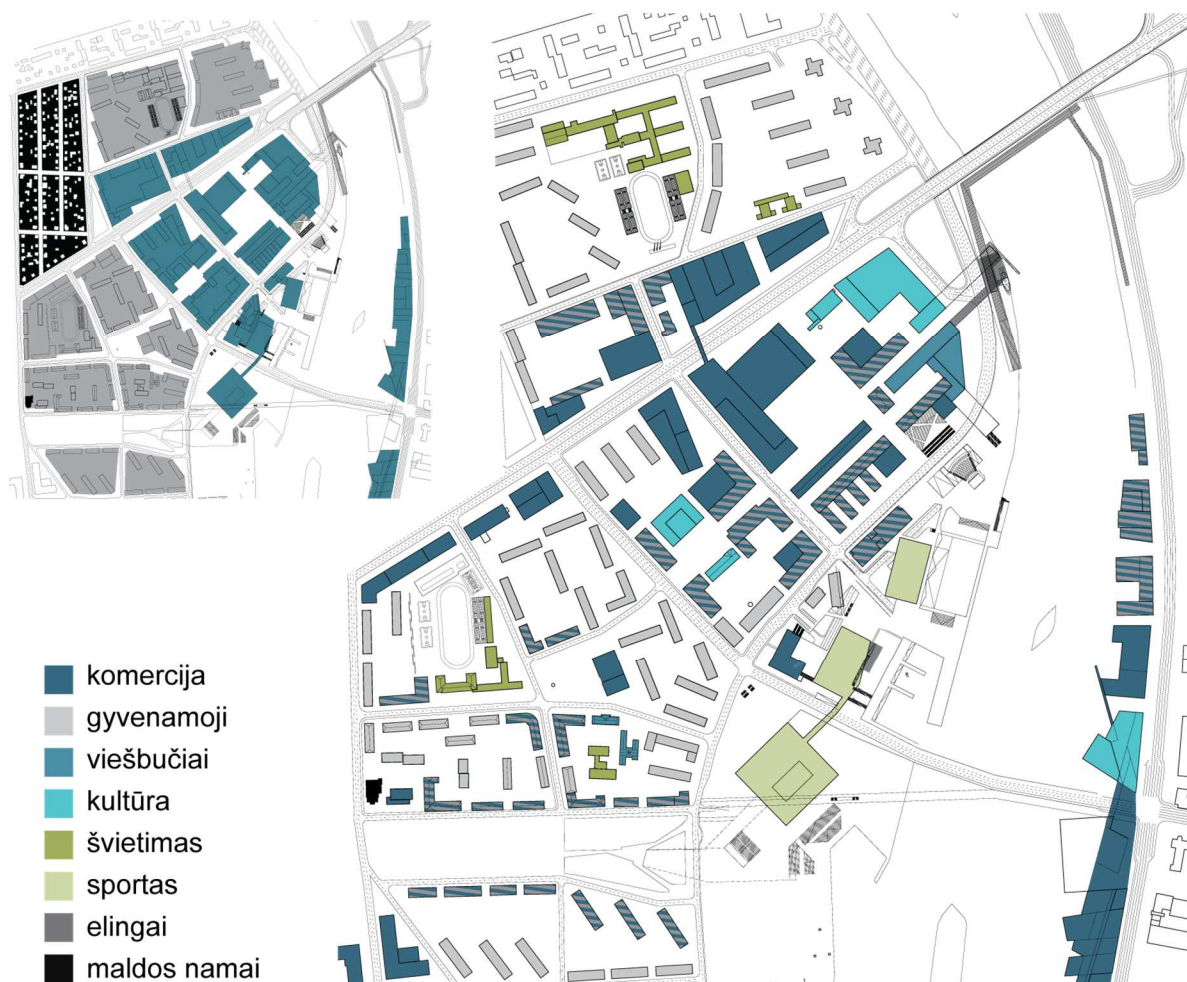 komercija
gyvenamoji
viešbučiai
kultūra
švietimas
sportas
elingai
maldos namai